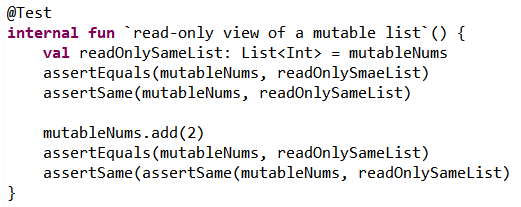 @Test
internal fun `read-only view of a mutable list`() {
    val readOnlySameList: List<Int> = mutableNums
    assertEquals(mutableNums, readOnlySmaeList)
    assertSame(mutableNums, readOnlySameList)

    mutableNums.add(2)
    assertEquals(mutableNums, readOnlySameList)
    assertSame(assertSame(mutableNums, readOnlySameList)
}